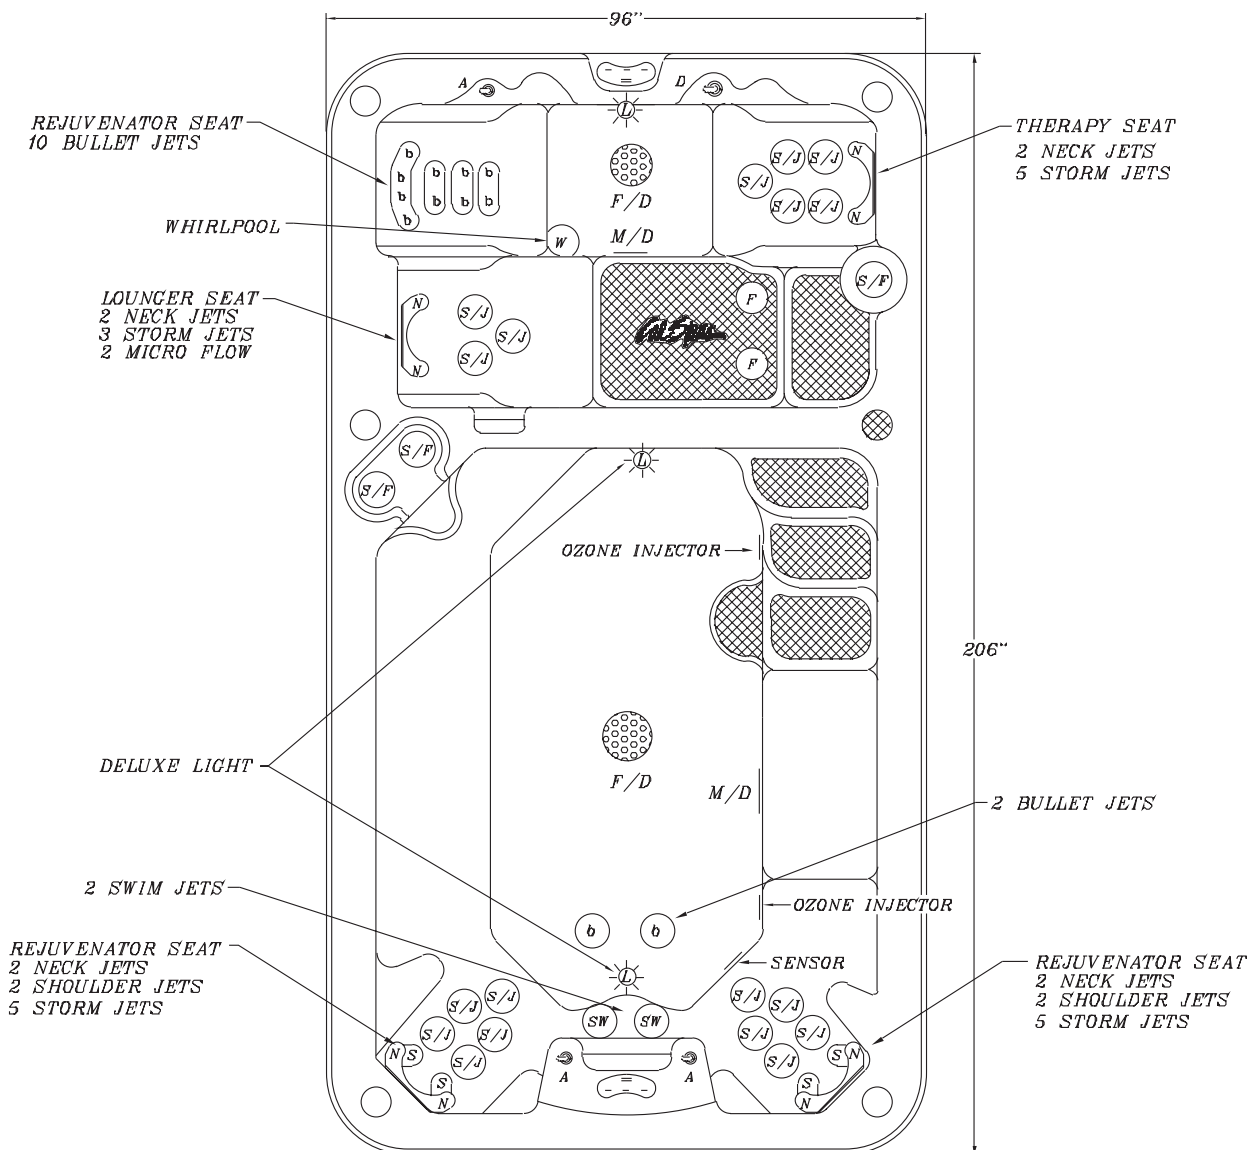 96"
A
D
L
REJUVENATOR SEAT
10 BULLET JETS
THERAPY SEAT
2 NECK JETS
5 STORM JETS
b b b b
b b b
b b b
S/J S/J
S/J
S/J S/J
N
N
F/D
WHIRLPOOL
W
M/D
S/F
LOUNGER SEAT
2 NECK JETS
3 STORM JETS
2 MICRO FLOW
N
N
S/J
S/J
S/J
F
Cal Spas
F
S/F
S/F
L
OZONE INJECTOR
206"
DELUXE LIGHT
F/D
M/D
2 BULLET JETS
2 SWIM JETS
OZONE INJECTOR
b
b
REJUVENATOR SEAT
2 NECK JETS
2 SHOULDER JETS
5 STORM JETS
L
SENSOR
REJUVENATOR SEAT
2 NECK JETS
2 SHOULDER JETS
5 STORM JETS
S/J
S/J
S/J
S/J
S/J
SW
SW
S/J
S/J
S/J
S/J
S/J
N
S
S
N
A
A
S
N
S
N